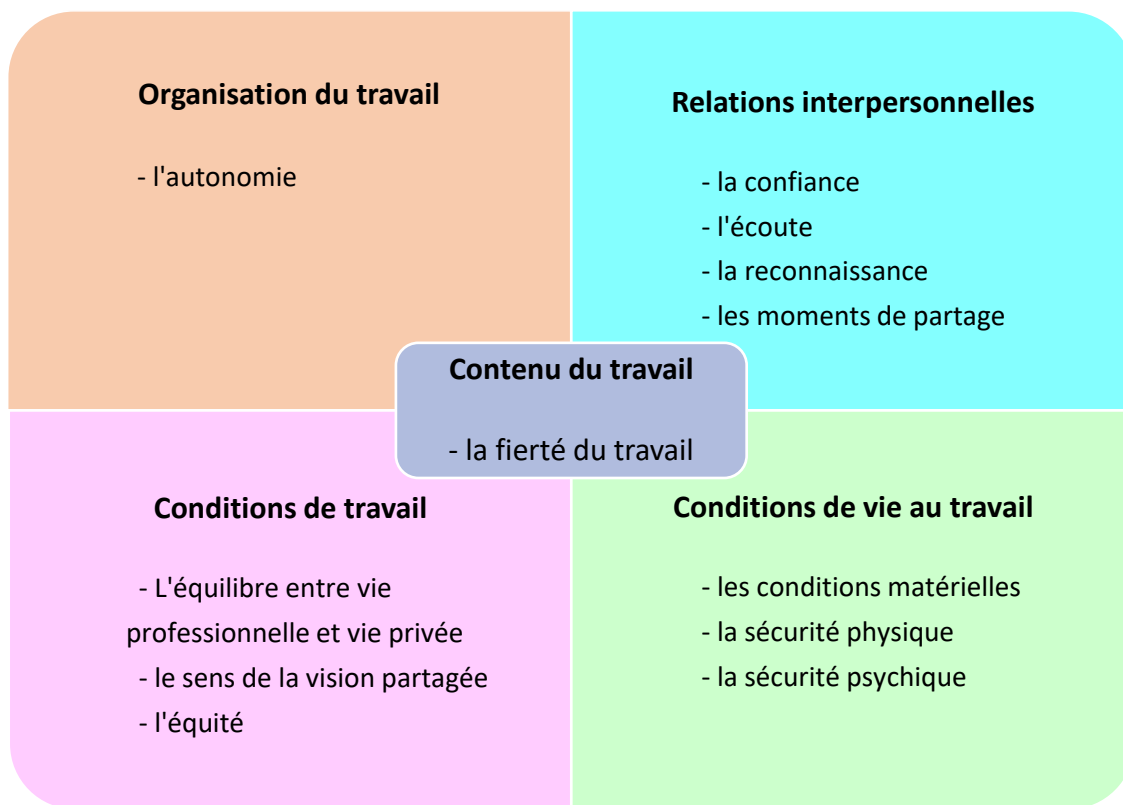 Organisation du travail
- l'autonomie
Relations interpersonnelles
- la confiance
- l'écoute
- la reconnaissance
- les moments de partage
Contenu du travail
- la fierté du travail
Conditions de travail
- L'équilibre entre vie
professionnelle et vie privée
- le sens de la vision partagée
- l'équité
Conditions de vie au travail
- les conditions matérielles
- la sécurité physique
- la sécurité psychique